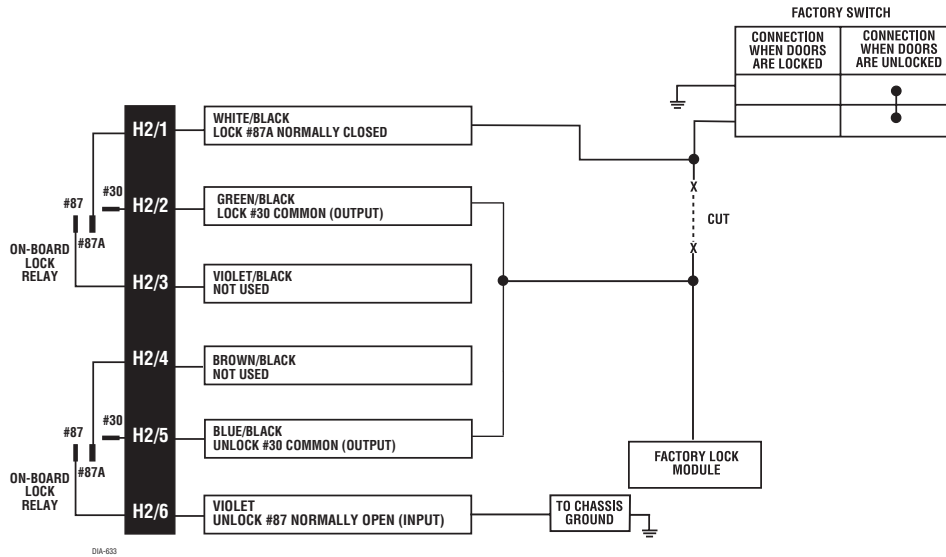 FACTORY SWITCH
CONNECTION
WHEN DOORS
ARE LOCKED
CONNECTION
WHEN DOORS
ARE UNLOCKED
H2/1
WHITE/BLACK
LOCK #87A NORMALLY CLOSED
#87
#30
#87A
ON-BOARD
LOCK
RELAY
H2/2
GREEN/BLACK
LOCK #30 COMMON (OUTPUT)
X
CUT
X
H2/3
VIOLET/BLACK
NOT USED
H2/4
BROWN/BLACK
NOT USED
#87
#30
#87A
ON-BOARD
LOCK
RELAY
H2/5
BLUE/BLACK
UNLOCK #30 COMMON (OUTPUT)
FACTORY LOCK
MODULE
H2/6
VIOLET
UNLOCK #87 NORMALLY OPEN (INPUT)
TO CHASSIS
GROUND
DIA-633